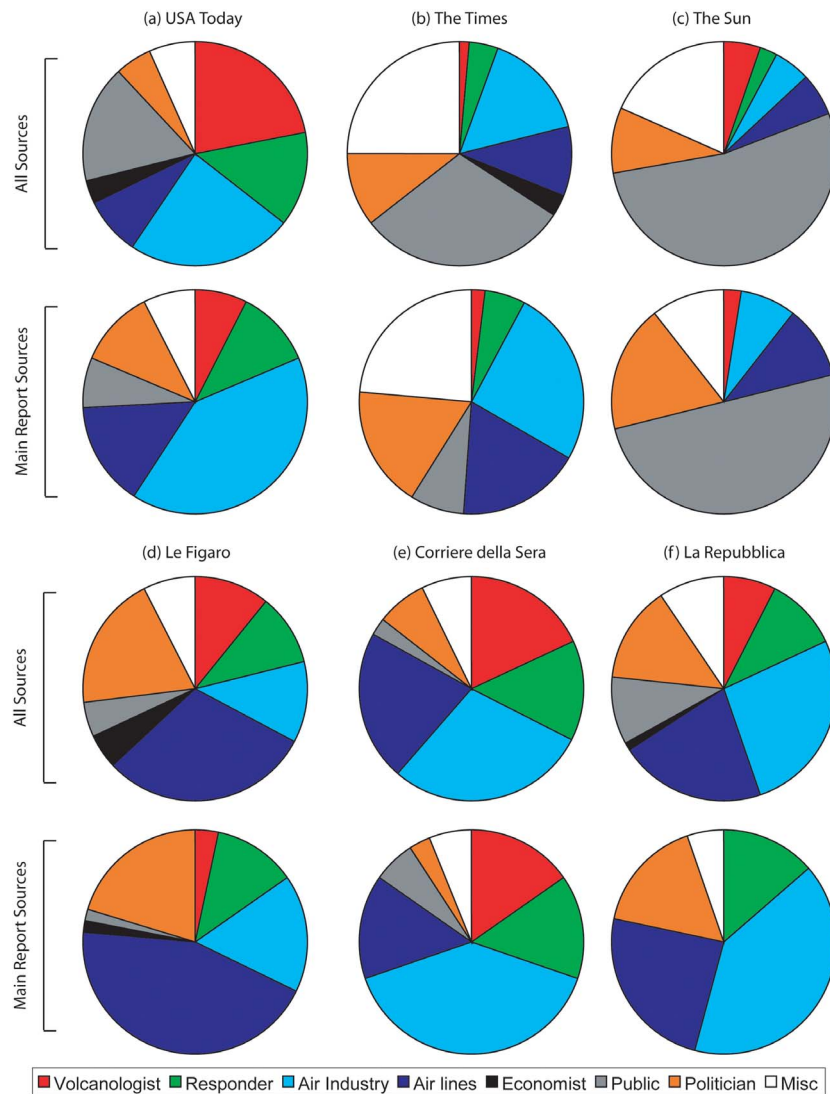 (a) USA Today
(b) The Times
(c) The Sun
All Sources
Main Report Sources
(d) Le Figaro
(e) Corriere della Sera
(f) La Repubblica
All Sources
Main Report Sources
Volcanologist Responder Air Industry Air lines Economist Public Politician Misc